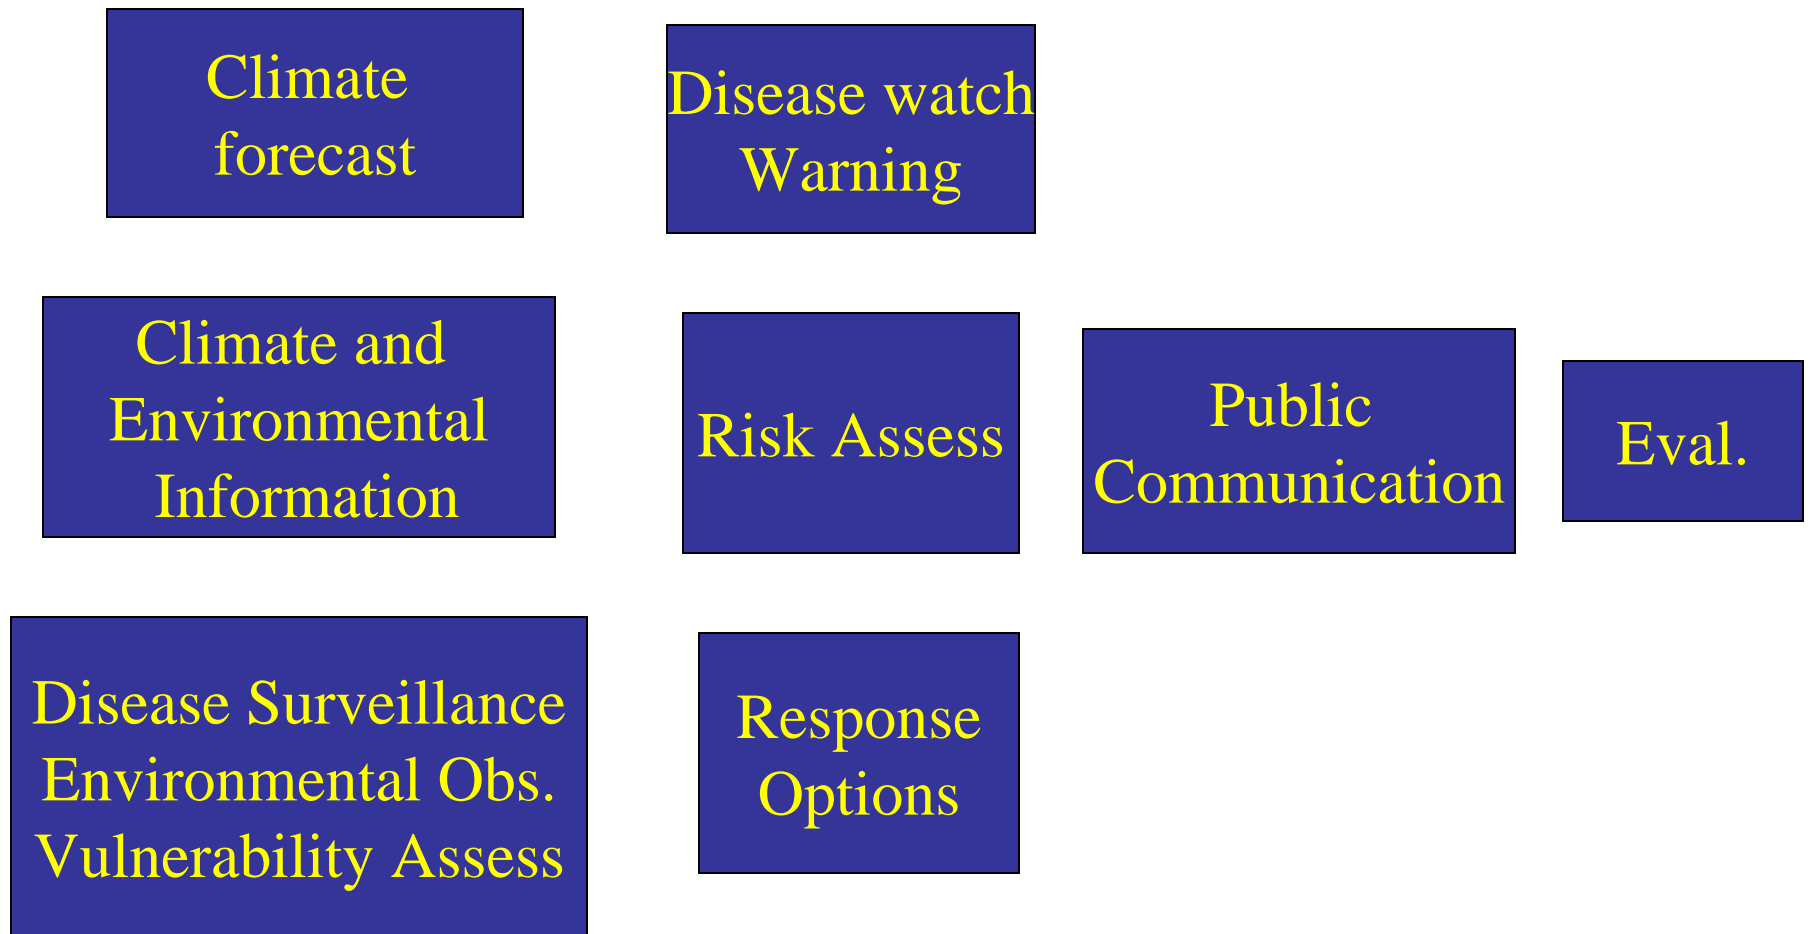 Climate
forecast
Disease watch
Warning
Climate and
Environmental
Information
Risk Assess
Public
Communication
Eval.
Disease Surveillance
Environmental Obs.
Vulnerability Assess
Response
Options